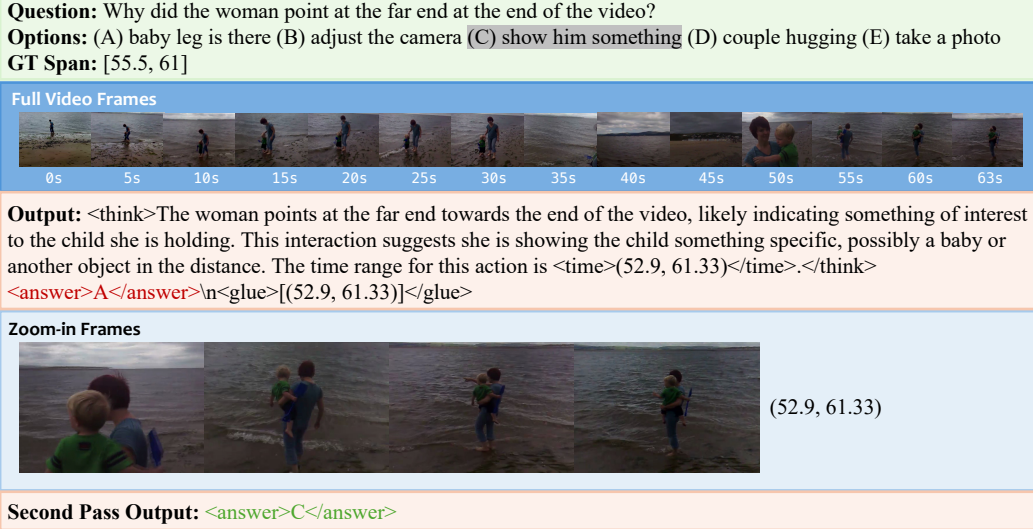 Question: Why did the woman point at the far end at the end of the video?
Options: (A) baby leg is there (B) adjust the camera (C) show him something (D) couple hugging (E) take a photo
GT Span: [55.5, 61]
Full Video Frames
0s 5s 10s 15s 20s 25s 30s 35s 40s 45s 50s 55s 60s 63s
Output: <think>The woman points at the far end towards the end of the video, likely indicating something of interest
to the child she is holding. This interaction suggests she is showing the child something specific, possibly a baby or
another object in the distance. The time range for this action is <time>(52.9, 61.33)</time>.</think>
<answer>A</answer>\n<glue>[(52.9, 61.33)]</glue>
Zoom-in Frames
(52.9, 61.33)
Second Pass Output: <answer>C</answer>